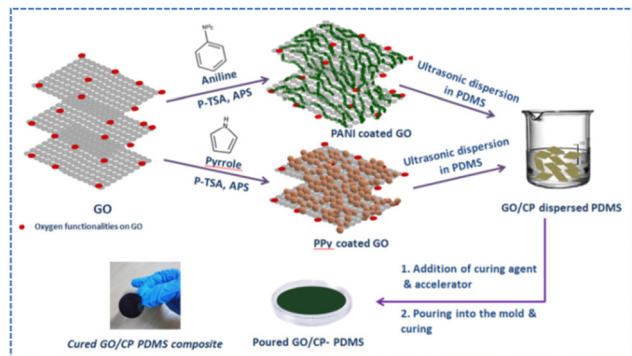 NH₂
Aniline
P-TSA, APS
PANI coated GO
Ultrasonic dispersion
in PDMS
H
N
Pyrrole
P-TSA, APS
PPy coated GO
Ultrasonic dispersion
in PDMS
GO
Oxygen functionalities on GO
GO/CP dispersed PDMS
1. Addition of curing agent
& accelerator
2. Pouring into the mold &
curing
Cured GO/CP PDMS composite
Poured GO/CP- PDMS